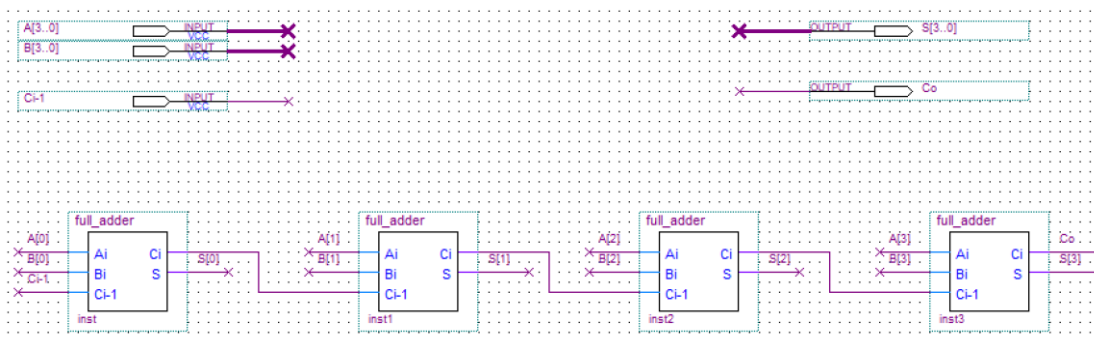 A[3..0] INPUT VCC OUTPUT S[3..0]
B[3..0] INPUT VCC
Ci-1 INPUT VCC OUTPUT Co
full_adder full_adder full_adder full_adder
A[0] Ai Ci A[1] Ai Ci A[2] Ai Ci A[3] Ai Ci Co
B[0] Bi S S[0] B[1] Bi S S[1] B[2] Bi S S[2] B[3] Bi S S[3]
Ci-1 Ci-1 Ci-1 Ci-1 Ci-1
inst inst1 inst2 inst3